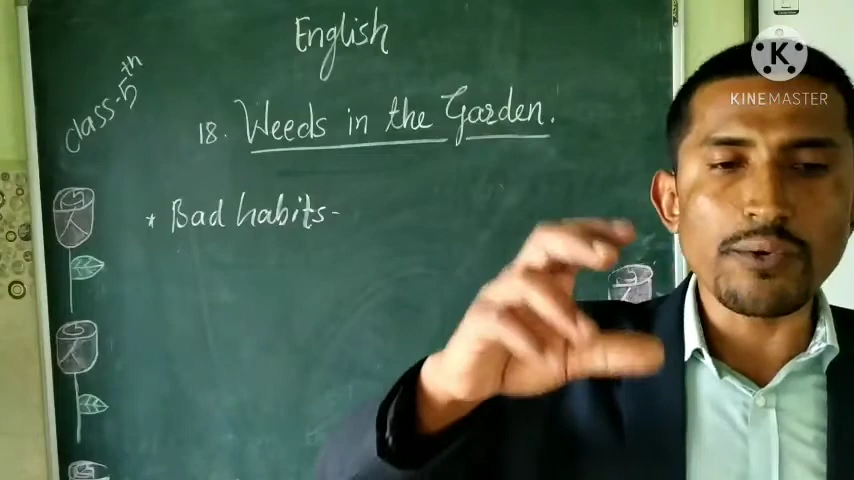 English
class-5th
18. Weeds in the Garden.
* Bad habits-
K
KINEMASTER